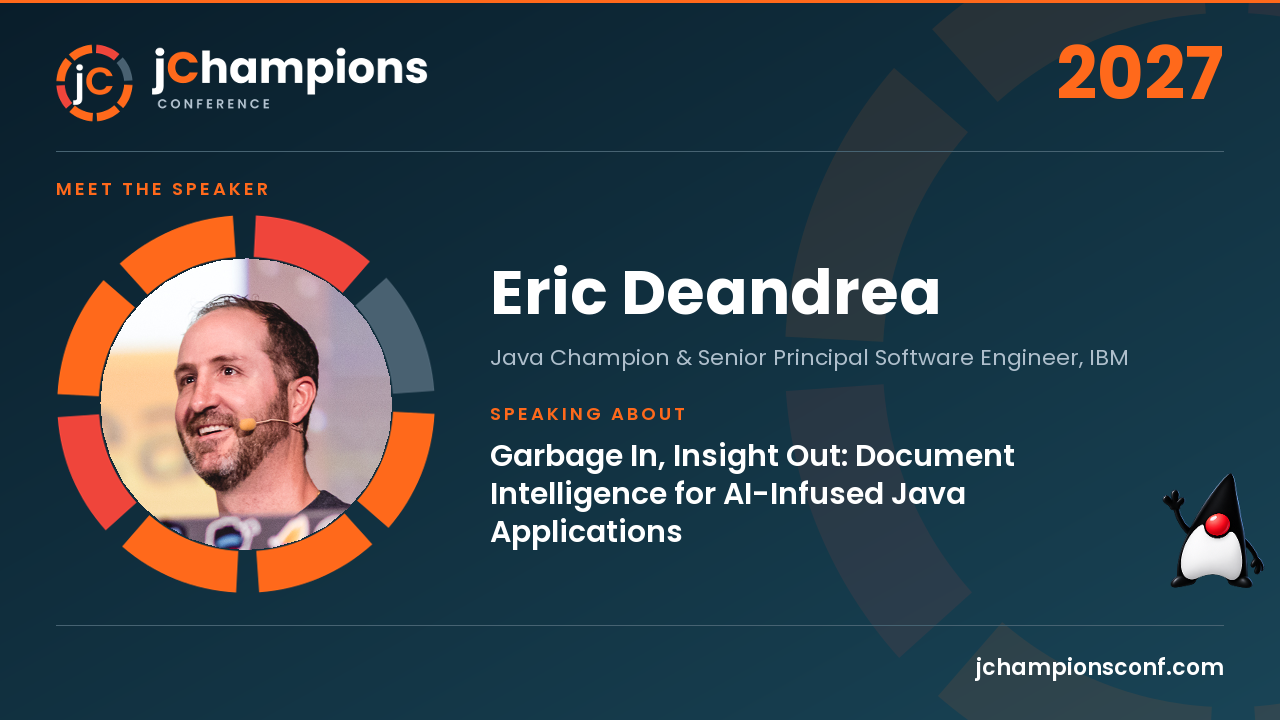 jC
jChampions
CONFERENCE
2027
MEET THE SPEAKER
Eric Deandrea
Java Champion & Senior Principal Software Engineer, IBM
SPEAKING ABOUT
Garbage In, Insight Out: Document
Intelligence for AI-Infused Java
Applications
jchampionsconf.com